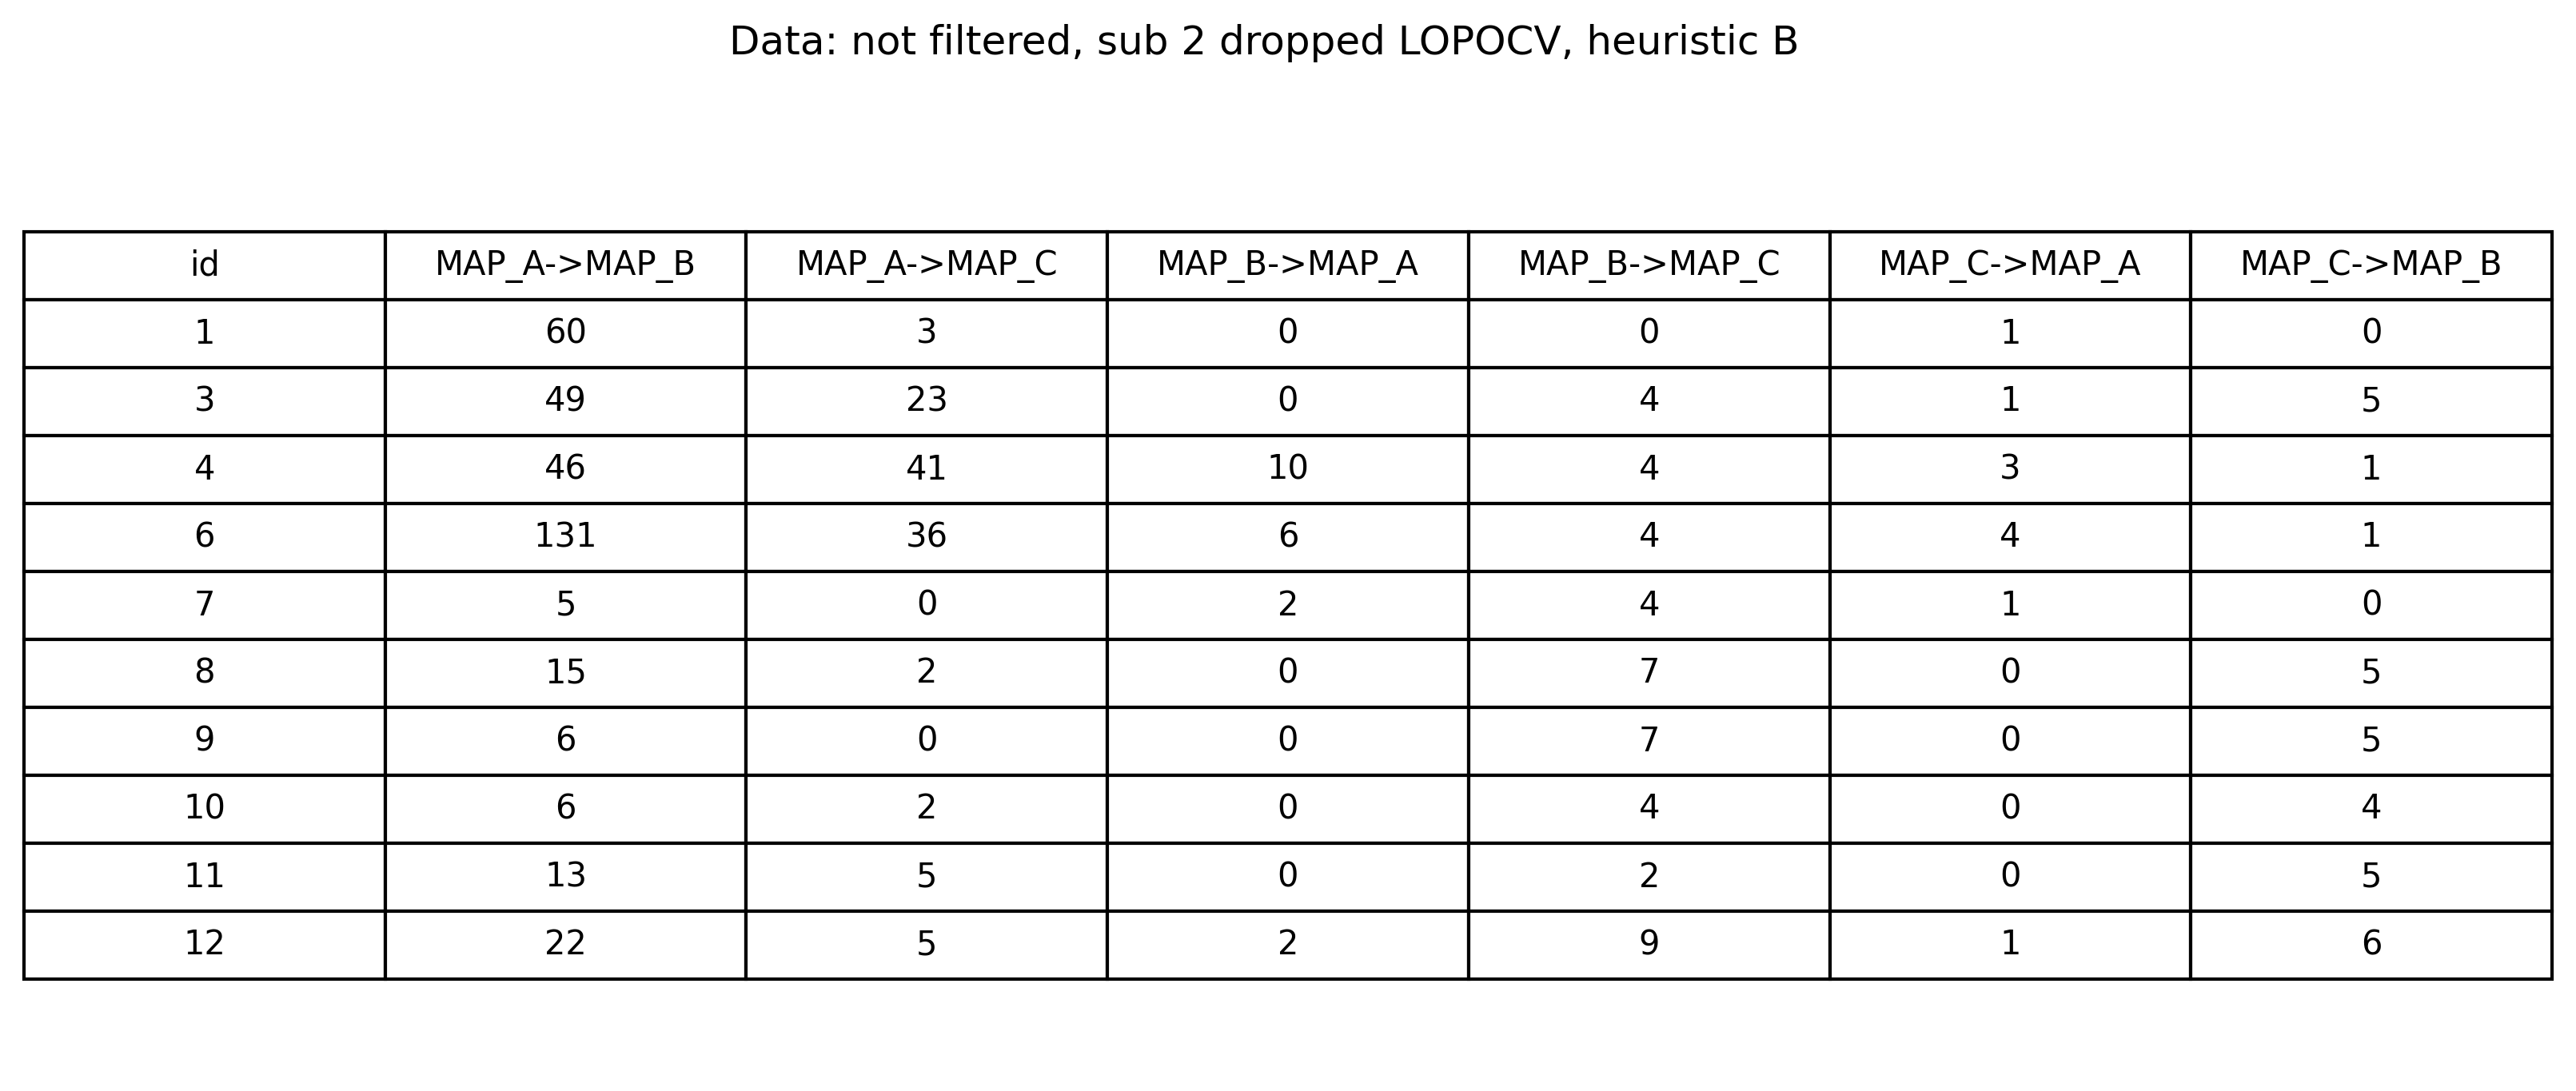 Data: not filtered, sub 2 dropped LOPOCV, heuristic B
id MAP_A->MAP_B MAP_A->MAP_C MAP_B->MAP_A MAP_B->MAP_C MAP_C->MAP_A MAP_C->MAP_B
1 60 3 0 0 1 0
3 49 23 0 4 1 5
4 46 41 10 4 3 1
6 131 36 6 4 4 1
7 5 0 2 4 1 0
8 15 2 0 7 0 5
9 6 0 0 7 0 5
10 6 2 0 4 0 4
11 13 5 0 2 0 5
12 22 5 2 9 1 6